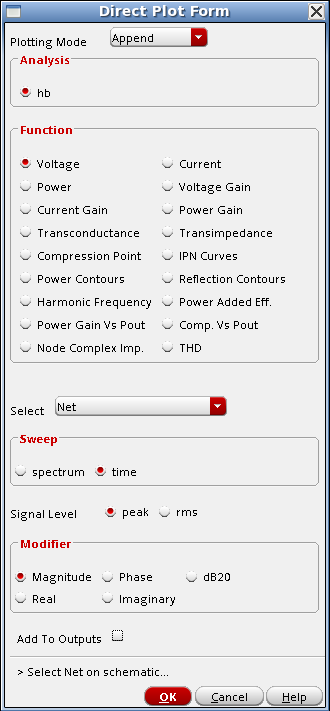 Direct Plot Form
Plotting Mode Append
Analysis
hb
Function
Voltage Current
Power Voltage Gain
Current Gain Power Gain
Transconductance Transimpedance
Compression Point IPN Curves
Power Contours Reflection Contours
Harmonic Frequency Power Added Eff.
Power Gain Vs Pout Comp. Vs Pout
Node Complex Imp. THD
Select Net
Sweep
spectrum time
Signal Level peak rms
Modifier
Magnitude Phase dB20
Real Imaginary
Add To Outputs
> Select Net on schematic...
OK Cancel Help